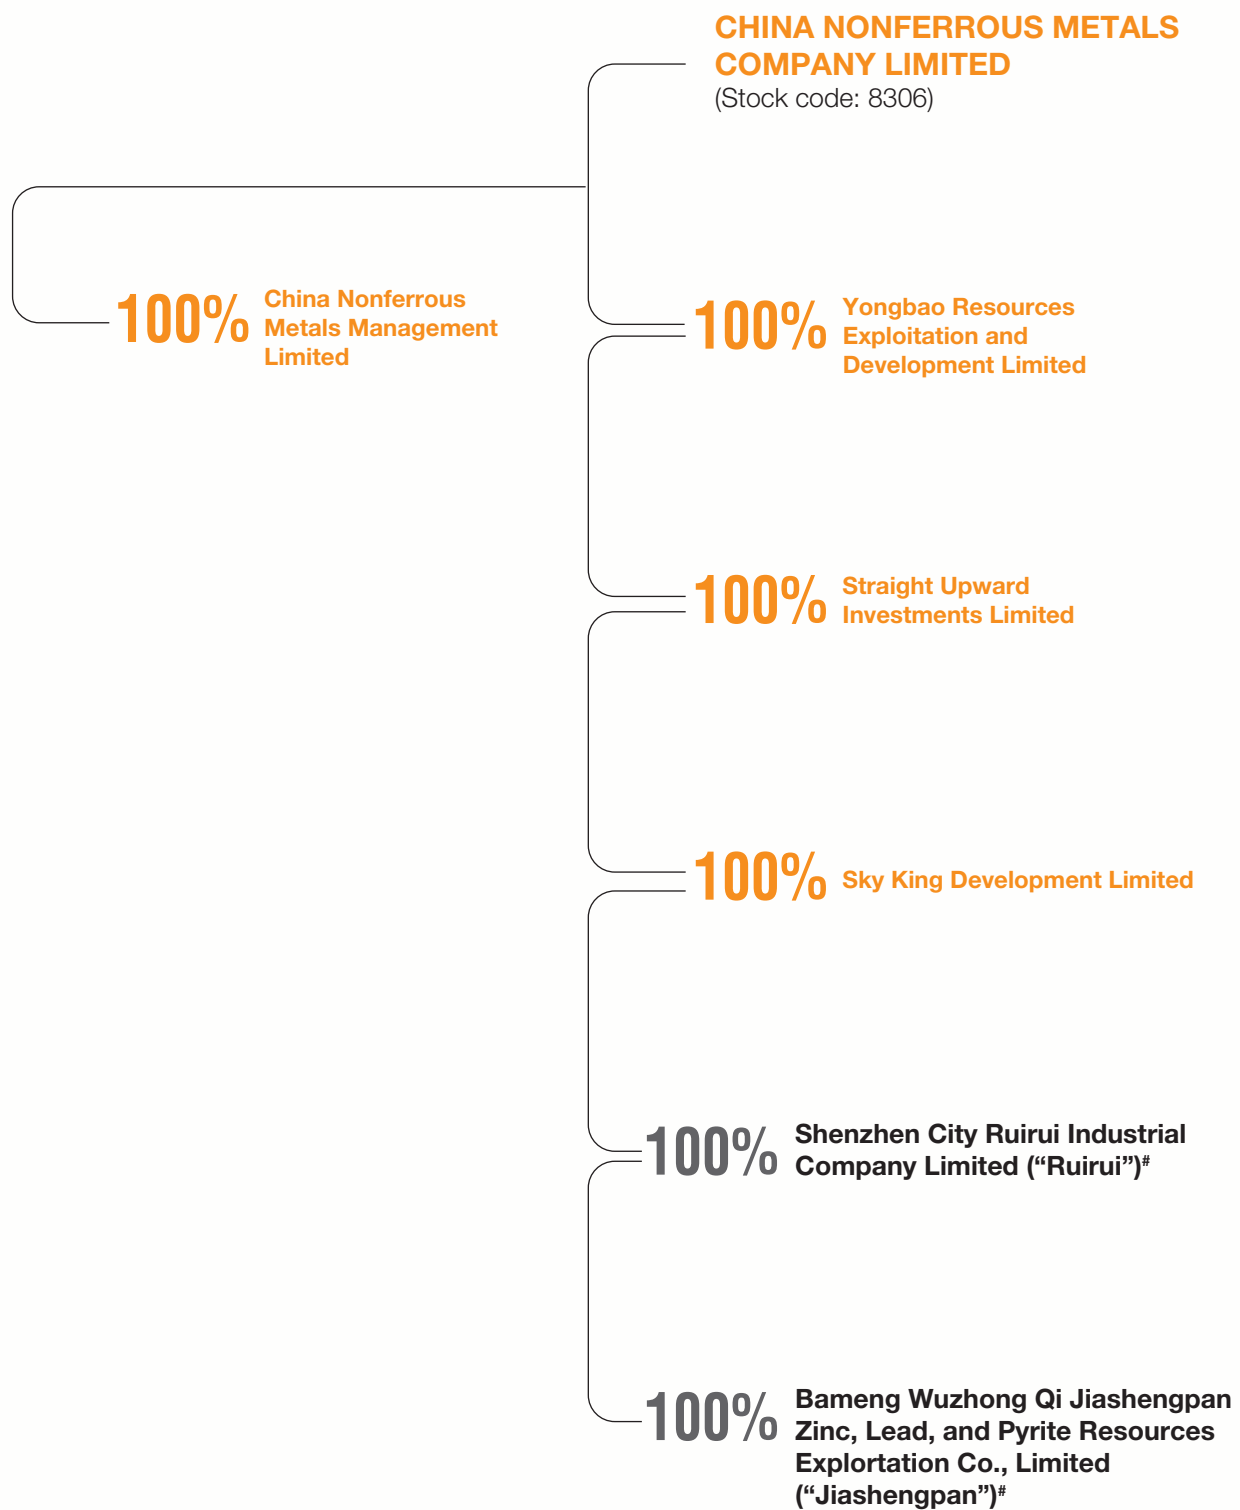 CHINA NONFERROUS METALS
COMPANY LIMITED
(Stock code: 8306)
100%
China Nonferrous
Metals Management
Limited
100%
Yongbao Resources
Exploitation and
Development Limited
100%
Straight Upward
Investments Limited
100%
Sky King Development Limited
100%
Shenzhen City Ruirui Industrial
Company Limited (“Ruirui”)#
100%
Bameng Wuzhong Qi Jiashengpan
Zinc, Lead, and Pyrite Resources
Explortation Co., Limited
(“Jiashengpan”)#